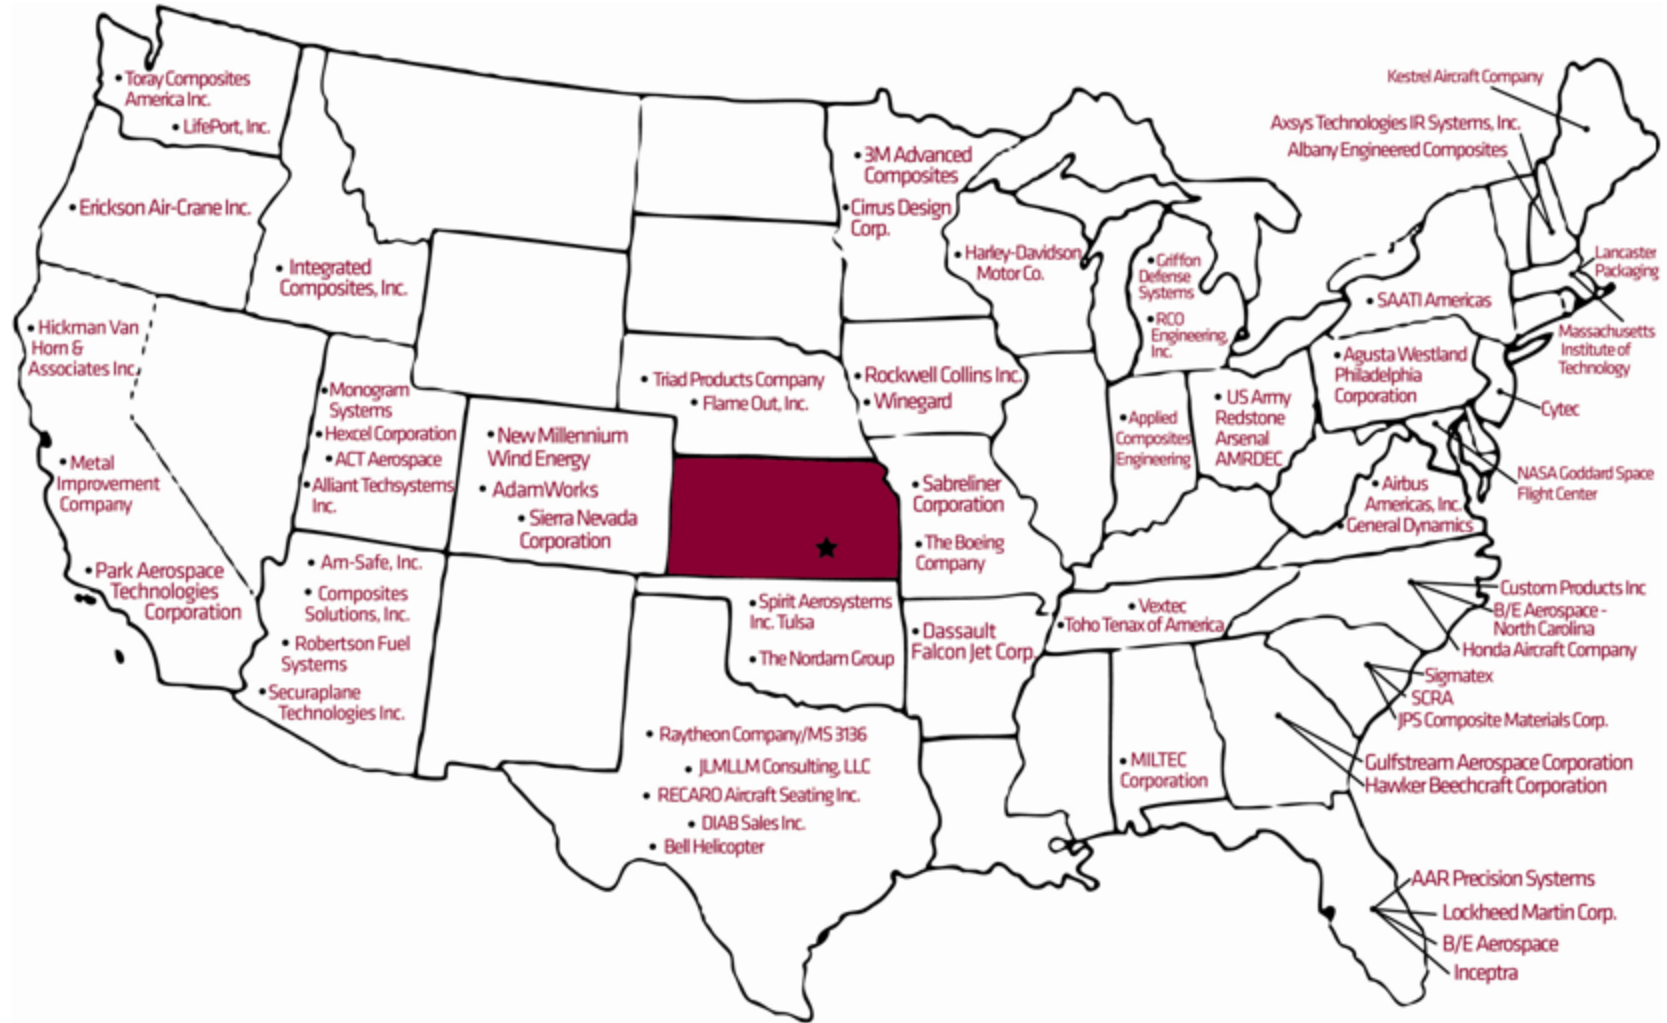 • Toray Composites
America Inc.
• LifePort, Inc.
• Erickson Air-Crane Inc.
• Integrated
Composites, Inc.
• Hickman Van
Horn &
Associates Inc.
• Metal
Improvement
Company
• Park Aerospace
Technologies
Corporation
• Monogram
Systems
• Hexcel Corporation
• ACT Aerospace
• Alliant Techsystems
Inc.
• Am-Safe, Inc.
• Composites
Solutions, Inc.
• Robertson Fuel
Systems
• Securaplane
Technologies Inc.
• New Millennium
Wind Energy
• AdamWorks
• Sierra Nevada
Corporation
• Triad Products Company
• Flame Out, Inc.
• Spirit Aerosystems
Inc. Tulsa
• The Nordam Group
• Raytheon Company/MS 3136
• JLMLLM Consulting, LLC
• RECARO Aircraft Seating Inc.
• DIAB Sales Inc.
• Bell Helicopter
• 3M Advanced
Composites
• Cirrus Design
Corp.
• Rockwell Collins Inc.
• Winegard
• Sabreliner
Corporation
• The Boeing
Company
• Dassault
Falcon Jet Corp.
• Harley-Davidson
Motor Co.
• Griffon
Defense
Systems
• RCO
Engineering,
Inc.
• Applied
Composites
Engineering
• US Army
Redstone
Arsenal
AMRDEC
• Vextec
• Toho Tenax of America
• MILTEC
Corporation
Kestrel Aircraft Company
Axsys Technologies IR Systems, Inc.
Albany Engineered Composites
Lancaster
Packaging
• SAATI Americas
Massachusetts
Institute of
Technology
• Agusta Westland
Philadelphia
Corporation
Cytec
NASA Goddard Space
Flight Center
• Airbus
Americas, Inc.
• General Dynamics
Custom Products Inc
B/E Aerospace -
North Carolina
Honda Aircraft Company
Sigmatex
SCRA
JPS Composite Materials Corp.
Gulfstream Aerospace Corporation
Hawker Beechcraft Corporation
AAR Precision Systems
Lockheed Martin Corp.
B/E Aerospace
Inceptra